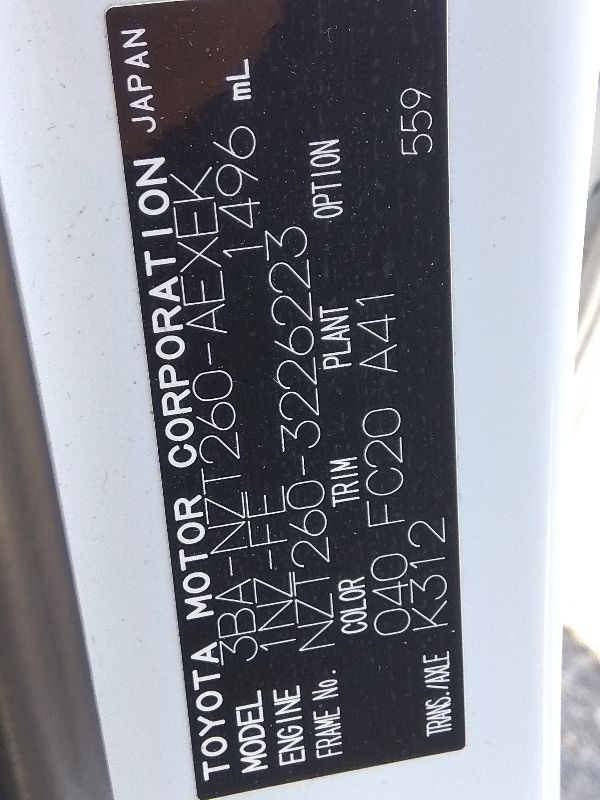 TOYOTA MOTOR CORPORATION JAPAN
MODEL 3BA-NZT260-AEXEK
ENGINE 1NZ-FE 1496 mL
FRAME No. NZT260-3226223
COLOR TRIM PLANT OPTION
040 FC20 A41 559
TRANS./AXLE K312